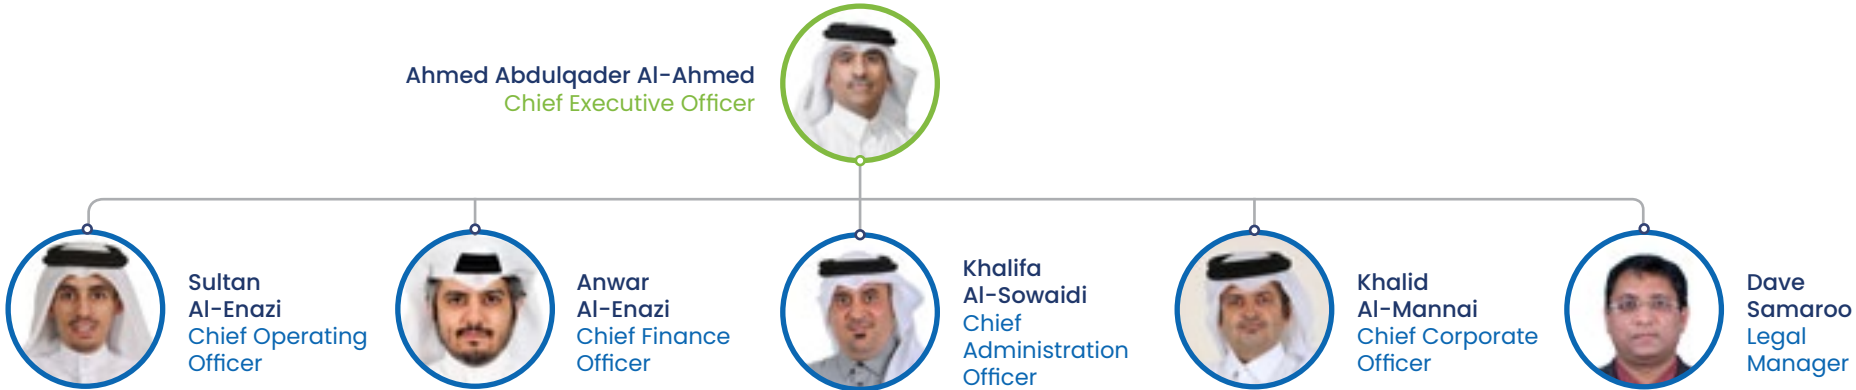 Ahmed Abdulqader Al-Ahmed
Chief Executive Officer
Sultan
Al-Enazi
Chief Operating
Officer
Anwar
Al-Enazi
Chief Finance
Officer
Khalifa
Al-Sowaidi
Chief
Administration
Officer
Khalid
Al-Mannai
Chief Corporate
Officer
Dave
Samaroo
Legal
Manager